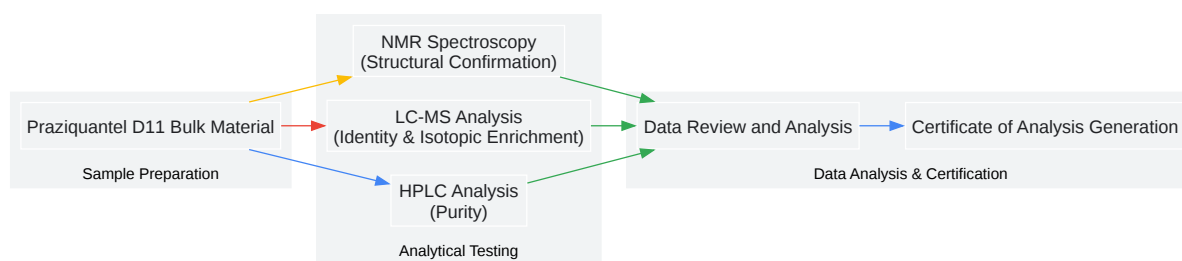 Praziquantel D11 Bulk Material
Sample Preparation
NMR Spectroscopy
(Structural Confirmation)
LC-MS Analysis
(Identity & Isotopic Enrichment)
HPLC Analysis
(Purity)
Analytical Testing
Data Review and Analysis
Certificate of Analysis Generation
Data Analysis & Certification